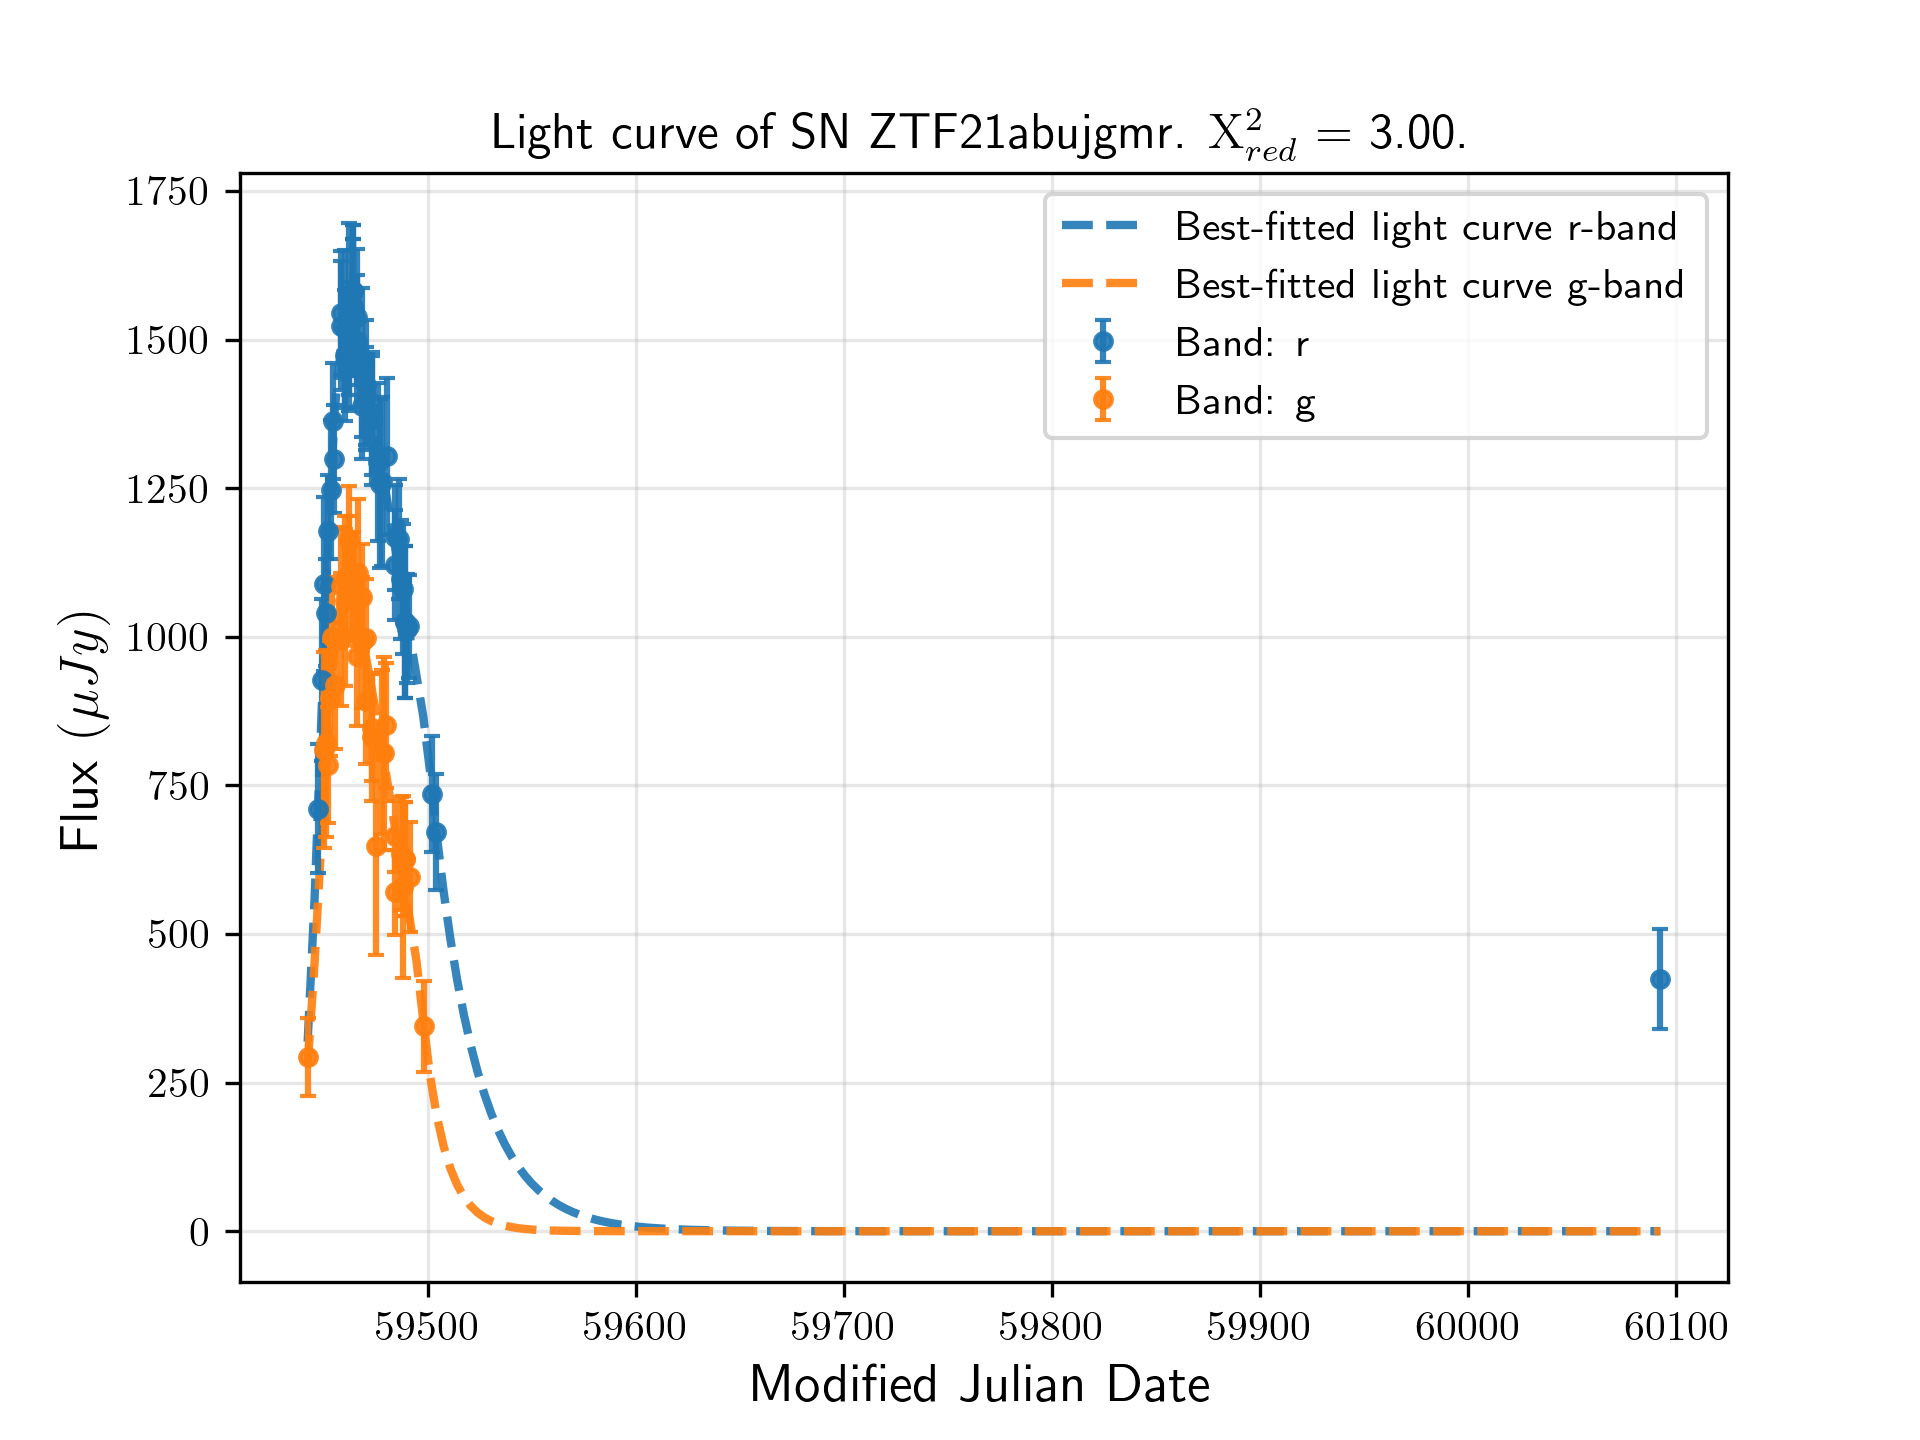 Light curve of SN ZTF21abujgmr. X²_red = 3.00.
1750
1500
1250
1000
750
500
250
0
Flux (μJy)
Best-fitted light curve r-band
Best-fitted light curve g-band
Band: r
Band: g
59500 59600 59700 59800 59900 60000 60100
Modified Julian Date